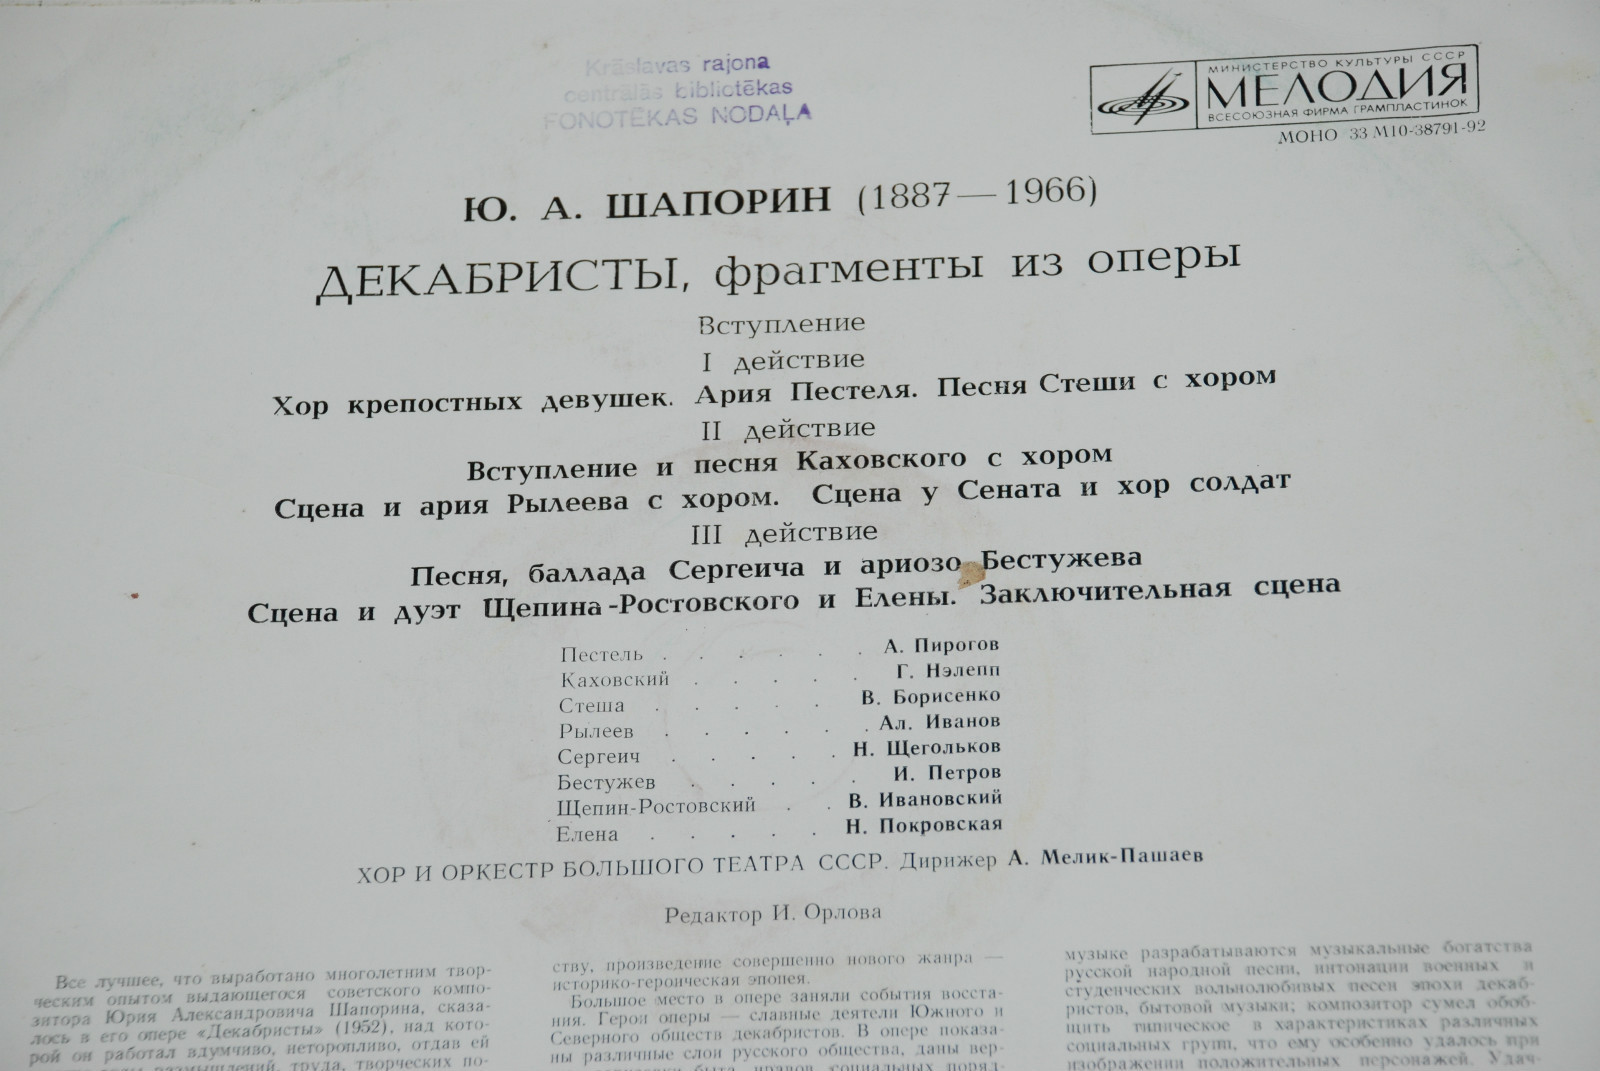 Krāslavas rajona
centrālās bibliotēkas
FONOTĒKAS NODAĻA
МИНИСТЕРСТВО КУЛЬТУРЫ СССР
МЕЛОДИЯ
ВСЕСОЮЗНАЯ ФИРМА ГРАМПЛАСТИНОК
МОНО 33 М10-38791-92
Ю. А. ШАПОРИН (1887—1966)
ДЕКАБРИСТЫ, фрагменты из оперы
Вступление
I действие
Хор крепостных девушек. Ария Пестеля. Песня Стеши с хором
II действие
Вступление и песня Каховского с хором
Сцена и ария Рылеева с хором. Сцена у Сената и хор солдат
III действие
Песня, баллада Сергеича и ариозо Бестужева
Сцена и дуэт Щепина-Ростовского и Елены. Заключительная сцена
Пестель . . . . . . А. Пирогов
Каховский . . . . . Г. Нэлепп
Стеша . . . . . В. Борисенко
Рылеев . . . . . . Ал. Иванов
Сергеич . . . . . Н. Щегольков
Бестужев . . . . . И. Петров
Щепин-Ростовский . . В. Ивановский
Елена . . . . . Н. Покровская
ХОР И ОРКЕСТР БОЛЬШОГО ТЕАТРА СССР. Дирижер А. Мелик-Пашаев
Редактор И. Орлова
Все лучшее, что выработано многолетним твор-
ческим опытом выдающегося советского компо-
зитора Юрия Александровича Шапорина, сказа-
лось в его опере «Декабристы» (1952), над кото-
рой он работал вдумчиво, неторопливо, отдав ей
размышлений, труда, творческих по-
ству, произведение совершенно нового жанра —
историко-героическая эпопея.
Большое место в опере заняли события восста-
ния. Герои оперы — славные деятели Южного и
Северного обществ декабристов. В опере показа-
ны различные слои русского общества, даны вер-
быта, нравов, социальных поряд-
музыке разрабатываются музыкальные богатства
русской народной песни, интонации военных и
студенческих вольнолюбивых песен эпохи декаб-
ристов, бытовой музыки; композитор сумел обоб-
щить типическое в характеристиках различных
социальных групп, что ему особенно удалось при
изображении положительных персонажей. Удач-